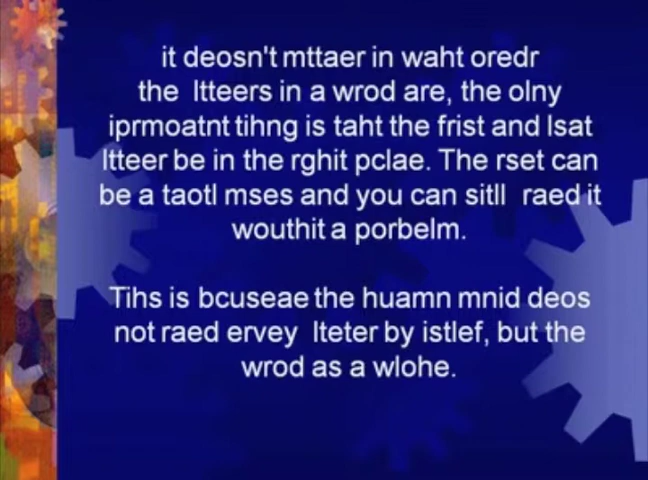 it deosn't mttaer in waht oredr
the ltteers in a wrod are, the olny
iprmoatnt tihng is taht the frist and lsat
ltteer be in the rghit pclae. The rset can
be a taotl mses and you can sitll raed it
wouthit a porbelm.
Tihs is bcuseae the huamn mnid deos
not raed ervey lteter by istlef, but the
wrod as a wlohe.